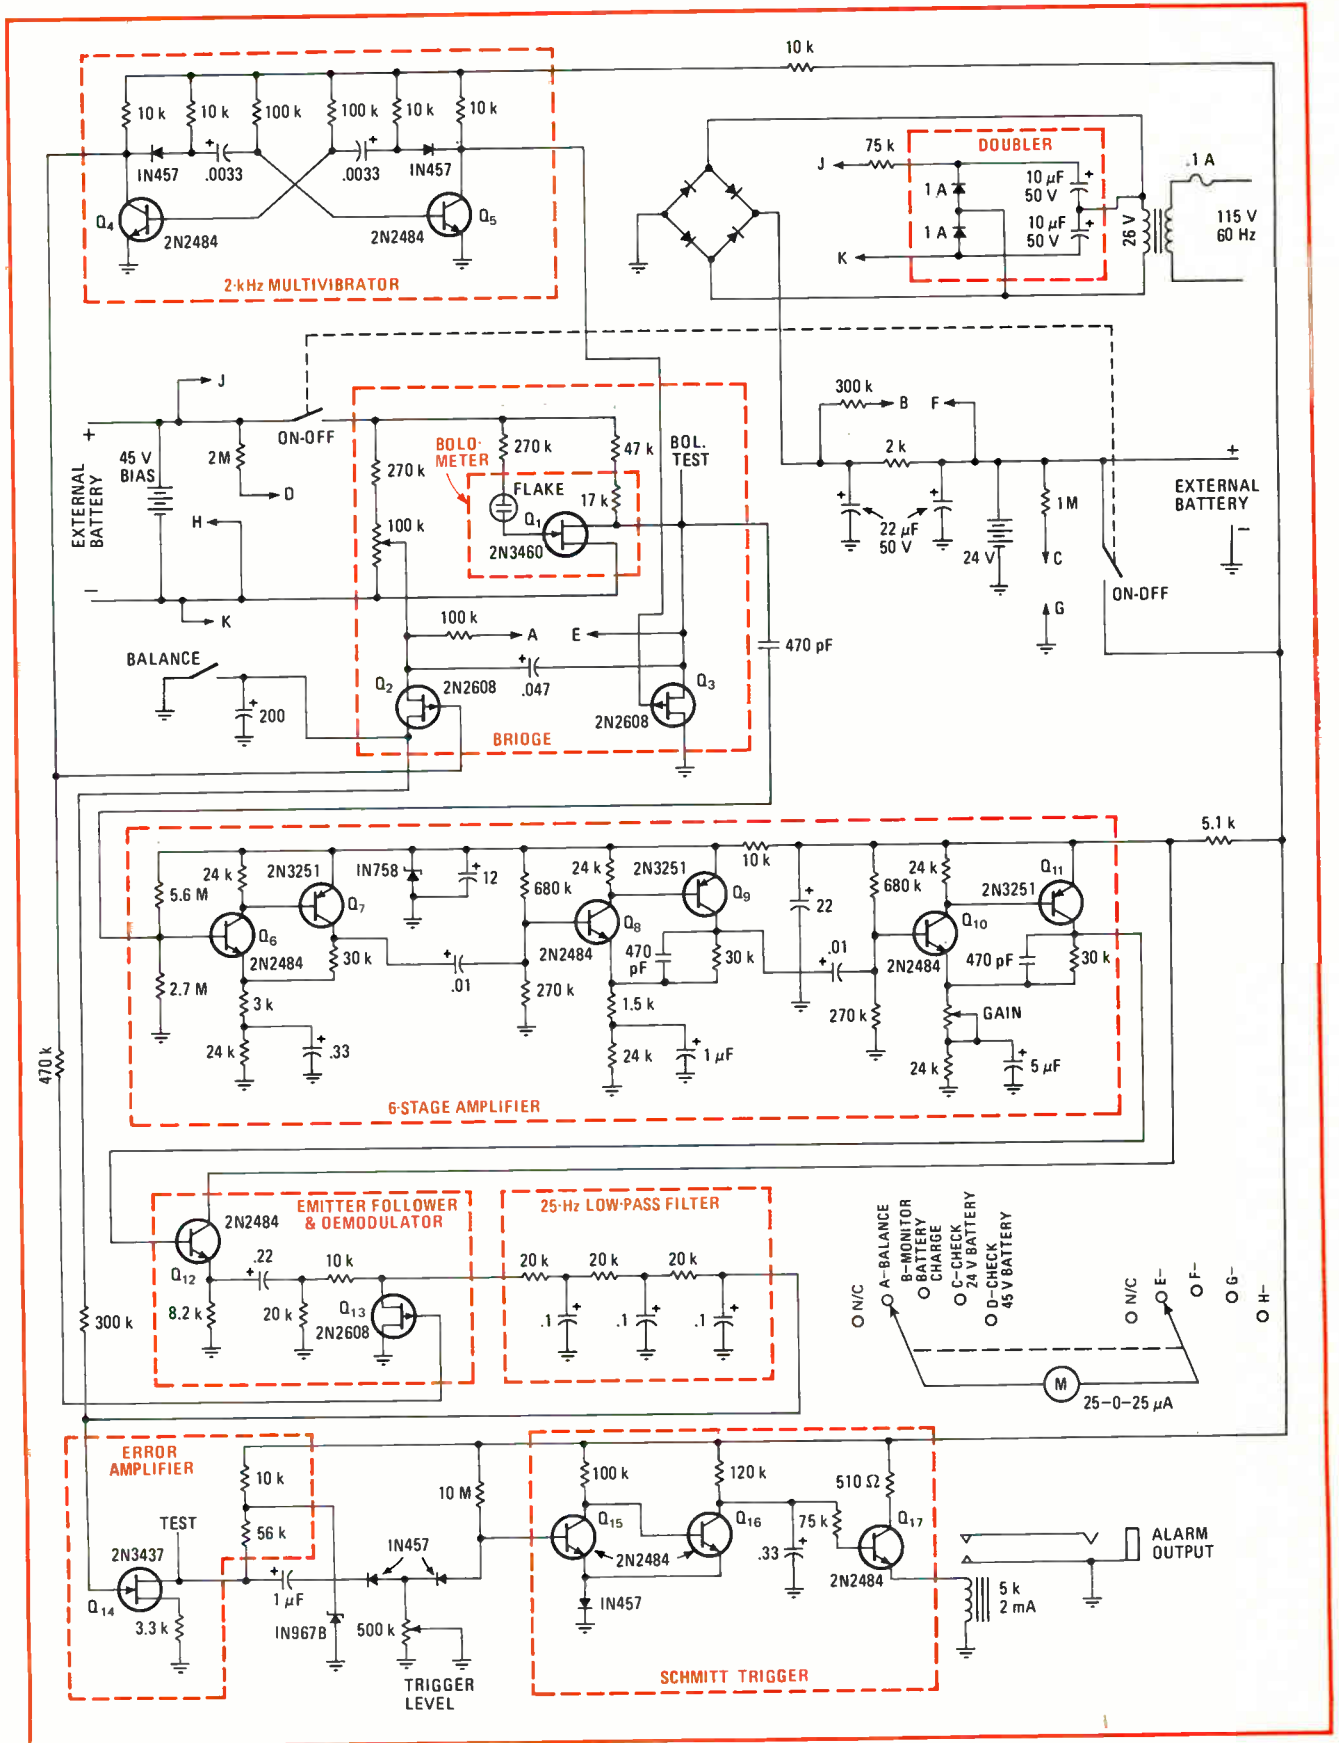 10 k
10 k
10 k
100 k
100 k
10 k
10 k
IN457
.0033
.0033
IN457
Q4
2N2484
2N2484
Q5
2-kHz MULTIVIBRATOR
75 k
J
DOUBLER
1 A
1 A
10 µF
50 V
10 µF
50 V
K
26 V
.1 A
115 V
60 Hz
J
ON-OFF
EXTERNAL
BATTERY
+
45 V
BIAS
2M
D
H
−
K
BOLO-
METER
270 k
270 k
47 k
BOL.
TEST
FLAKE
17 k
Q1
100 k
2N3460
100 k
A
E
470 pF
BALANCE
200
Q2
2N2608
.047
Q3
2N2608
BRIDGE
300 k
B
F
2 k
22 µF
50 V
24 V
1M
C
G
ON-OFF
+
EXTERNAL
BATTERY
−
5.1 k
24 k
2N3251
IN758
12
680 k
24 k
2N3251
10 k
680 k
24 k
2N3251
Q11
5.6 M
Q7
Q9
22
Q6
Q8
Q10
2N2484
30 k
2N2484
470
pF
30 k
.01
2N2484
470 pF
30 k
2.7 M
.01
270 k
3 k
1.5 k
270 k
GAIN
24 k
.33
24 k
1 µF
24 k
5 µF
470 k
6-STAGE AMPLIFIER
EMITTER FOLLOWER
& DEMODULATOR
2N2484
Q12
.22
10 k
8.2 k
20 k
Q13
2N2608
25-Hz LOW-PASS FILTER
20 k
20 k
20 k
.1
.1
.1
300 k
N/C
A-BALANCE
B-MONITOR
BATTERY
CHARGE
C-CHECK
24 V BATTERY
D-CHECK
45 V BATTERY
N/C
E-
F-
G-
H-
M
25-0-25 µA
ERROR
AMPLIFIER
10 k
56 k
TEST
2N3437
Q14
3.3 k
1 µF
IN967B
IN457
10 M
500 k
TRIGGER
LEVEL
100 k
120 k
510 Ω
Q15
Q16
75 k
Q17
2N2484
.33
2N2484
IN457
SCHMITT TRIGGER
5 k
2 mA
ALARM
OUTPUT